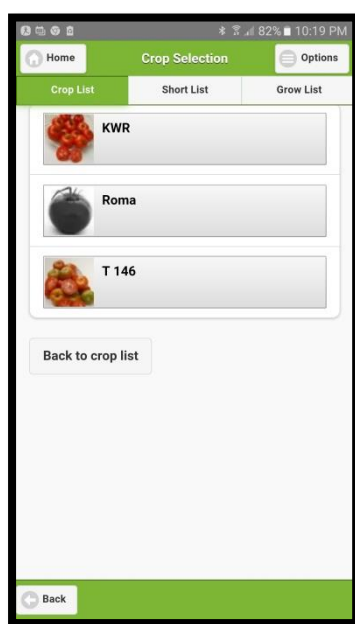 82% 10:19 PM
Home Crop Selection Options
Crop List Short List Grow List
KWR
Roma
T 146
Back to crop list
Back